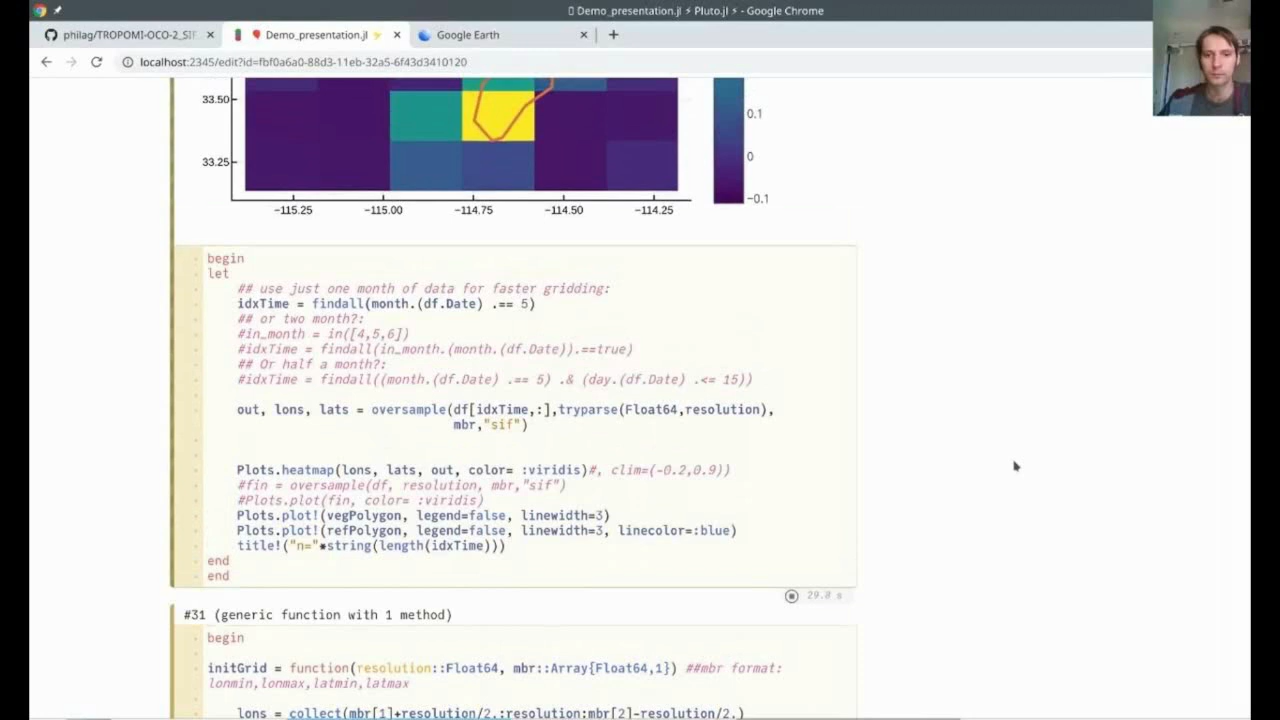 Demo_presentation.jl ⚡ Pluto.jl ⚡ - Google Chrome
philag/TROPOMI-OCO-2_SIF
Demo_presentation.jl ⚡
Google Earth
localhost:2345/edit?id=fbf0a6a0-88d3-11eb-32a5-6f43d3410120
33.50
0.1
0
33.25
-0.1
-115.25 -115.00 -114.75 -114.50 -114.25
begin
let
## use just one month of data for faster gridding:
idxTime = findall(month.(df.Date) .== 5)
## or two month?:
#in_month = in([4,5,6])
#idxTime = findall(in_month.(month.(df.Date)).==true)
## Or half a month?:
#idxTime = findall((month.(df.Date) .== 5) .& (day.(df.Date) .<= 15))
out, lons, lats = oversample(df[idxTime,:],tryparse(Float64,resolution),
mbr,"sif")
Plots.heatmap(lons, lats, out, color= :viridis)#, clim=(-0.2,0.9))
#fin = oversample(df, resolution, mbr,"sif")
#Plots.plot(fin, color= :viridis)
Plots.plot!(vegPolygon, legend=false, linewidth=3)
Plots.plot!(refPolygon, legend=false, linewidth=3, linecolor=:blue)
title!("n="*string(length(idxTime)))
end
end
29.8 s
#31 (generic function with 1 method)
begin
initGrid = function(resolution::Float64, mbr::Array{Float64,1}) ##mbr format:
lonmin,lonmax,latmin,latmax
lons = collect(mbr[1]+resolution/2.:resolution:mbr[2]-resolution/2.)